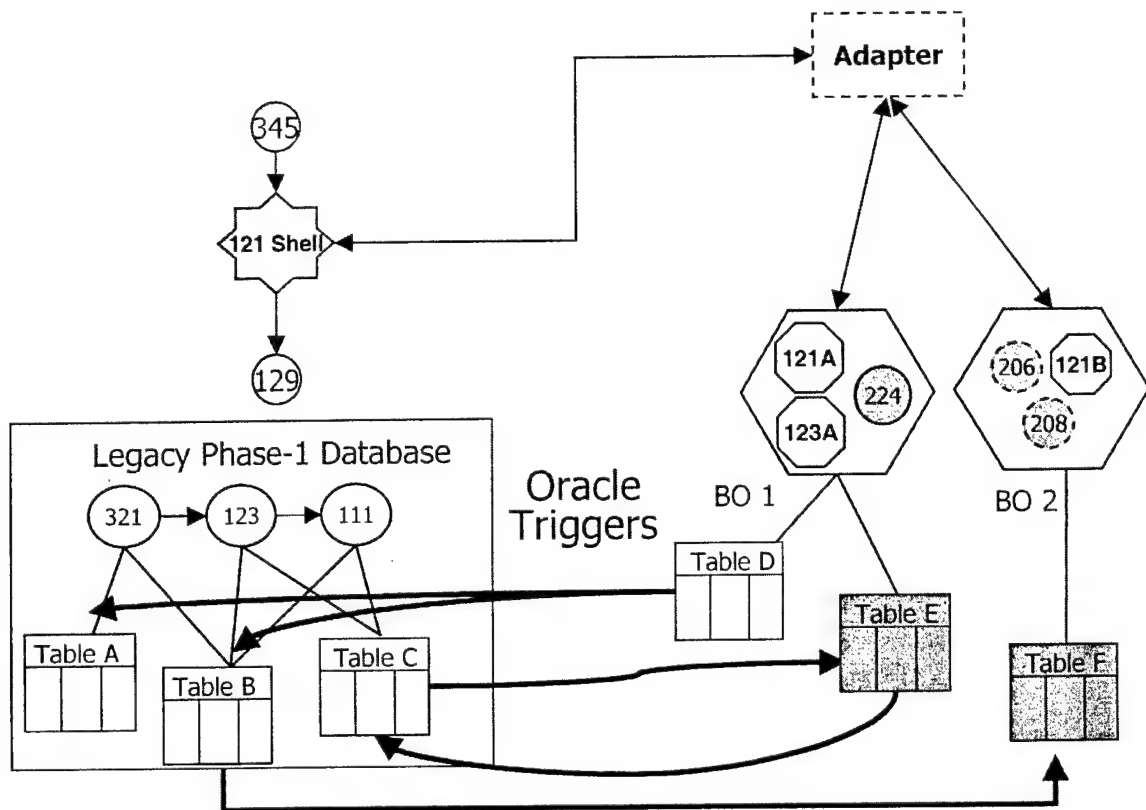 Adapter
345
121 Shell
129
121A
224
123A
206
121B
208
Legacy Phase-1 Database
321
123
111
Oracle
Triggers
BO 1
BO 2
Table D
Table E
Table A
Table B
Table C
Table F